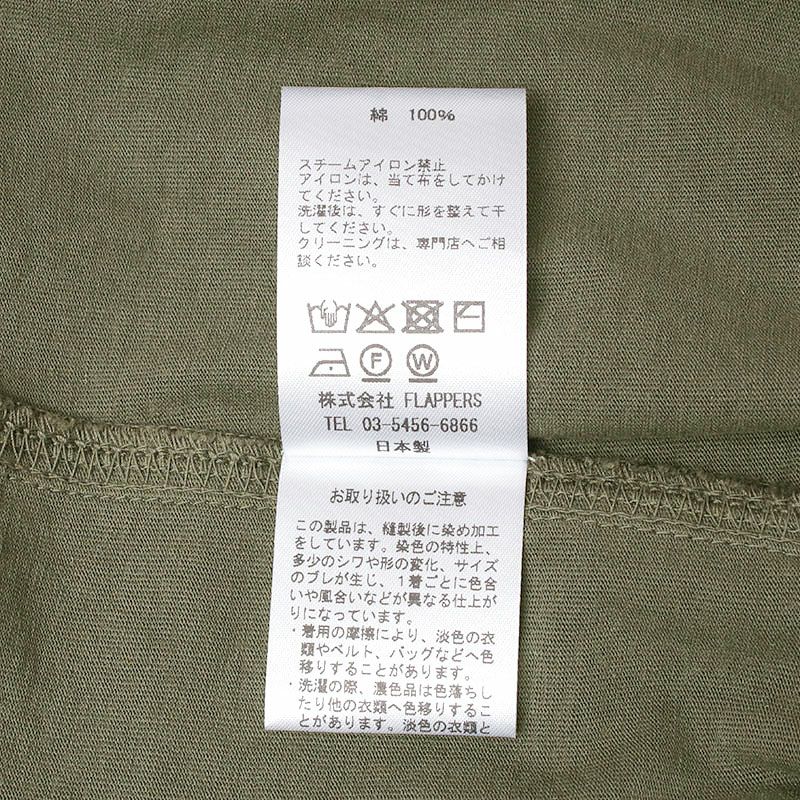 綿 100%
スチームアイロン禁止
アイロンは、当て布をしてかけ
てください。
洗濯後は、すぐに形を整えて干
してください。
クリーニングは、専門店へご相
談ください。
F W
株式会社 FLAPPERS
TEL 03-5456-6866
日本製
お取り扱いのご注意
この製品は、縫製後に染め加工
をしています。染色の特性上、
多少のシワや形の変化、サイズ
のブレが生じ、1着ごとに色合
いや風合いなどが異なる仕上が
りになっています。
・着用の摩擦により、淡色の衣
類やベルト、バッグなどへ色
移りすることがあります。
・洗濯の際、濃色品は色落ちし
たり他の衣類へ色移りするこ
とがあります。淡色の衣類と